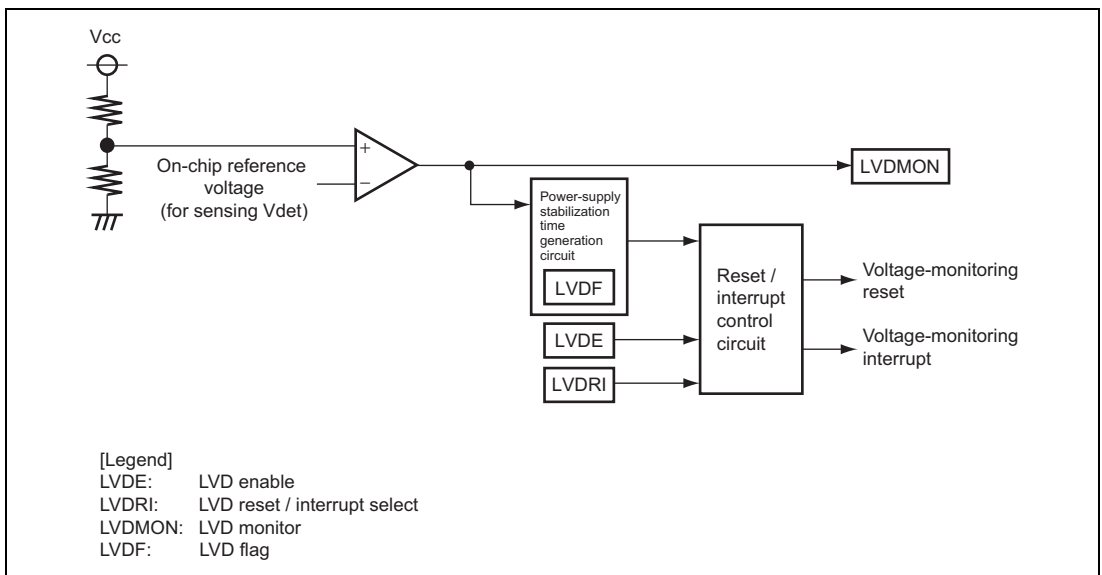 Vcc
On-chip reference
voltage
(for sensing Vdet)
+
−
LVDMON
Power-supply
stabilization
time
generation
circuit
LVDF
LVDE
LVDRI
Reset /
interrupt
control
circuit
Voltage-monitoring
reset
Voltage-monitoring
interrupt
[Legend]
LVDE: LVD enable
LVDRI: LVD reset / interrupt select
LVDMON: LVD monitor
LVDF: LVD flag